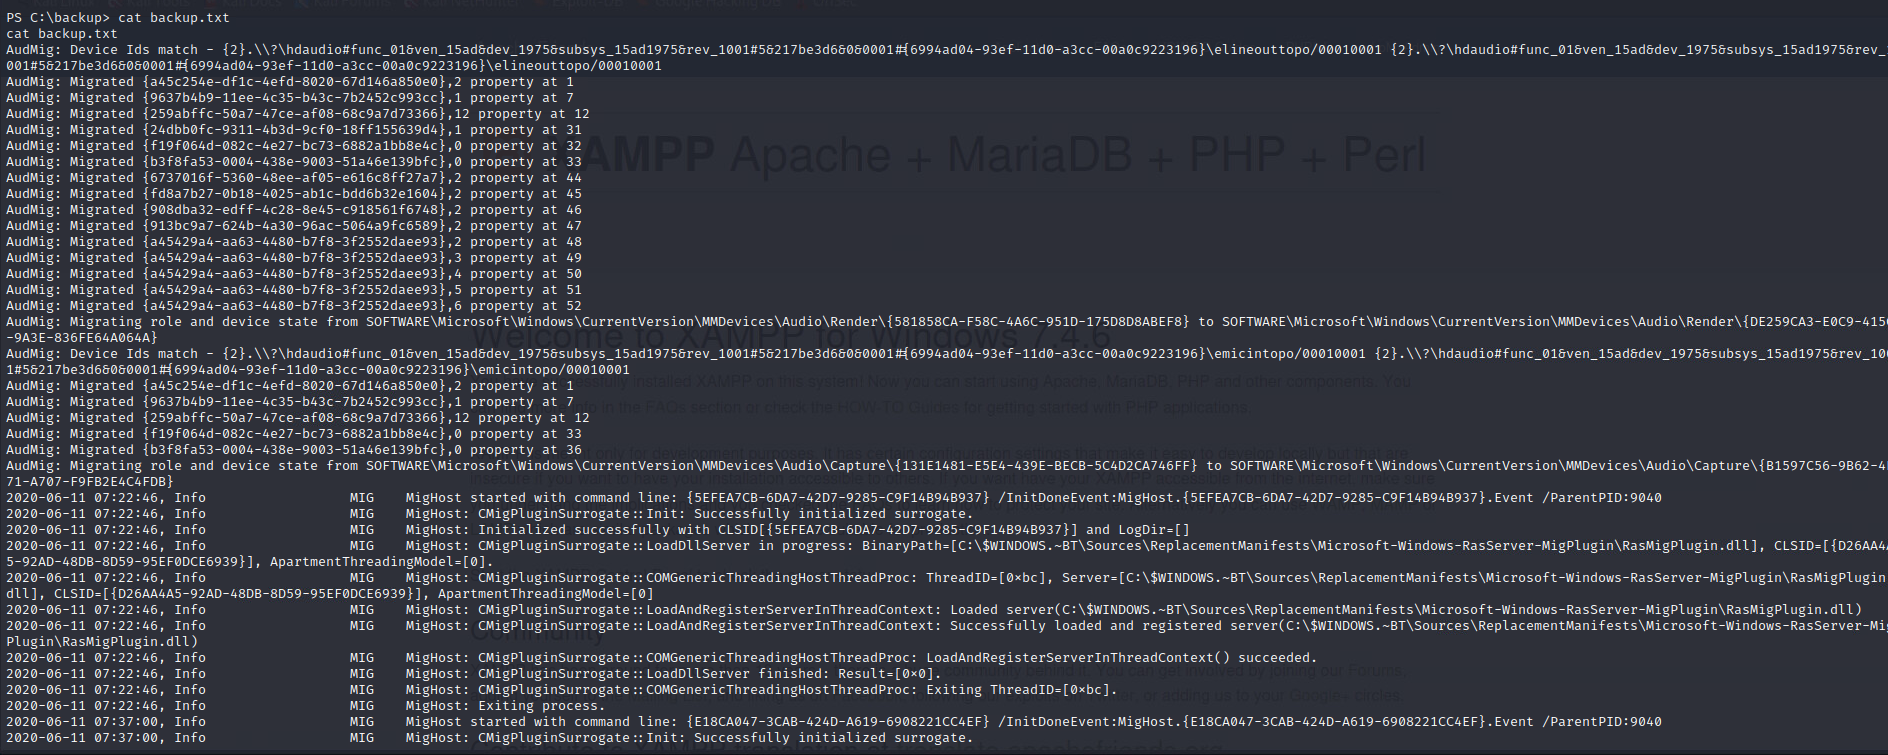 PS C:\backup> cat backup.txt
cat backup.txt
AudMig: Device Ids match - {2}.\\?\hdaudio#func_01&ven_15ad&dev_1975&subsys_15ad1975&rev_1001#5&217be3d6&0&0001#{6994ad04-93ef-11d0-a3cc-00a0c9223196}\elineouttopo/00010001 {2}.\\?\hdaudio#func_01&ven_15ad&dev_1975&subsys_15ad1975&rev_
001#5&217be3d6&0&0001#{6994ad04-93ef-11d0-a3cc-00a0c9223196}\elineouttopo/00010001
AudMig: Migrated {a45c254e-df1c-4efd-8020-67d146a850e0},2 property at 1
AudMig: Migrated {9637b4b9-11ee-4c35-b43c-7b2452c993cc},1 property at 7
AudMig: Migrated {259abffc-50a7-47ce-af08-68c9a7d73366},12 property at 12
AudMig: Migrated {24dbb0fc-9311-4b3d-9cf0-18ff155639d4},1 property at 31
AudMig: Migrated {f19f064d-082c-4e27-bc73-6882a1bb8e4c},0 property at 32
AudMig: Migrated {b3f8fa53-0004-438e-9003-51a46e139bfc},0 property at 33
AudMig: Migrated {6737016f-5360-48ee-af05-e616c8ff27a7},2 property at 44
AudMig: Migrated {fd8a7b27-0b18-4025-ab1c-bdd6b32e1604},2 property at 45
AudMig: Migrated {908dba32-edff-4c28-8e45-c918561f6748},2 property at 46
AudMig: Migrated {913bc9a7-624b-4a30-96ac-5064a9fc6589},2 property at 47
AudMig: Migrated {a45429a4-aa63-4480-b7f8-3f2552daee93},2 property at 48
AudMig: Migrated {a45429a4-aa63-4480-b7f8-3f2552daee93},3 property at 49
AudMig: Migrated {a45429a4-aa63-4480-b7f8-3f2552daee93},4 property at 50
AudMig: Migrated {a45429a4-aa63-4480-b7f8-3f2552daee93},5 property at 51
AudMig: Migrated {a45429a4-aa63-4480-b7f8-3f2552daee93},6 property at 52
AudMig: Migrating role and device state from SOFTWARE\Microsoft\Windows\CurrentVersion\MMDevices\Audio\Render\{581858CA-F58C-4A6C-951D-175D8D8ABEF8} to SOFTWARE\Microsoft\Windows\CurrentVersion\MMDevices\Audio\Render\{DE259CA3-E0C9-415
-9A3E-836FE64A064A}
AudMig: Device Ids match - {2}.\\?\hdaudio#func_01&ven_15ad&dev_1975&subsys_15ad1975&rev_1001#5&217be3d6&0&0001#{6994ad04-93ef-11d0-a3cc-00a0c9223196}\emicintopo/00010001 {2}.\\?\hdaudio#func_01&ven_15ad&dev_1975&subsys_15ad1975&rev_10
1#5&217be3d6&0&0001#{6994ad04-93ef-11d0-a3cc-00a0c9223196}\emicintopo/00010001
AudMig: Migrated {a45c254e-df1c-4efd-8020-67d146a850e0},2 property at 1
AudMig: Migrated {9637b4b9-11ee-4c35-b43c-7b2452c993cc},1 property at 7
AudMig: Migrated {259abffc-50a7-47ce-af08-68c9a7d73366},12 property at 12
AudMig: Migrated {f19f064d-082c-4e27-bc73-6882a1bb8e4c},0 property at 33
AudMig: Migrated {b3f8fa53-0004-438e-9003-51a46e139bfc},0 property at 36
AudMig: Migrating role and device state from SOFTWARE\Microsoft\Windows\CurrentVersion\MMDevices\Audio\Capture\{131E1481-E5E4-439E-BECB-5C4D2CA746FF} to SOFTWARE\Microsoft\Windows\CurrentVersion\MMDevices\Audio\Capture\{B1597C56-9B62-4
71-A707-F9FB2E4C4FDB}
2020-06-11 07:22:46, Info                  MIG    MigHost started with command line: {5EFEA7CB-6DA7-42D7-9285-C9F14B94B937} /InitDoneEvent:MigHost.{5EFEA7CB-6DA7-42D7-9285-C9F14B94B937}.Event /ParentPID:9040
2020-06-11 07:22:46, Info                  MIG    MigHost: CMigPluginSurrogate::Init: Successfully initialized surrogate.
2020-06-11 07:22:46, Info                  MIG    MigHost: Initialized successfully with CLSID[{5EFEA7CB-6DA7-42D7-9285-C9F14B94B937}] and LogDir=[]
2020-06-11 07:22:46, Info                  MIG    MigHost: CMigPluginSurrogate::LoadDllServer in progress: BinaryPath=[C:\$WINDOWS.~BT\Sources\ReplacementManifests\Microsoft-Windows-RasServer-MigPlugin\RasMigPlugin.dll], CLSID=[{D26AA4
5-92AD-48DB-8D59-95EF0DCE6939}], ApartmentThreadingModel=[0].
2020-06-11 07:22:46, Info                  MIG    MigHost: CMigPluginSurrogate::COMGenericThreadingHostThreadProc: ThreadID=[0×bc], Server=[C:\$WINDOWS.~BT\Sources\ReplacementManifests\Microsoft-Windows-RasServer-MigPlugin\RasMigPlugin
dll], CLSID=[{D26AA4A5-92AD-48DB-8D59-95EF0DCE6939}], ApartmentThreadingModel=[0]
2020-06-11 07:22:46, Info                  MIG    MigHost: CMigPluginSurrogate::LoadAndRegisterServerInThreadContext: Loaded server(C:\$WINDOWS.~BT\Sources\ReplacementManifests\Microsoft-Windows-RasServer-MigPlugin\RasMigPlugin.dll)
2020-06-11 07:22:46, Info                  MIG    MigHost: CMigPluginSurrogate::LoadAndRegisterServerInThreadContext: Successfully loaded and registered server(C:\$WINDOWS.~BT\Sources\ReplacementManifests\Microsoft-Windows-RasServer-Mig
Plugin\RasMigPlugin.dll)
2020-06-11 07:22:46, Info                  MIG    MigHost: CMigPluginSurrogate::COMGenericThreadingHostThreadProc: LoadAndRegisterServerInThreadContext() succeeded.
2020-06-11 07:22:46, Info                  MIG    MigHost: CMigPluginSurrogate::LoadDllServer finished: Result=[0×0].
2020-06-11 07:22:46, Info                  MIG    MigHost: CMigPluginSurrogate::COMGenericThreadingHostThreadProc: Exiting ThreadID=[0×bc].
2020-06-11 07:22:46, Info                  MIG    MigHost: Exiting process.
2020-06-11 07:37:00, Info                  MIG    MigHost started with command line: {E18CA047-3CAB-424D-A619-6908221CC4EF} /InitDoneEvent:MigHost.{E18CA047-3CAB-424D-A619-6908221CC4EF}.Event /ParentPID:9040
2020-06-11 07:37:00, Info                  MIG    MigHost: CMigPluginSurrogate::Init: Successfully initialized surrogate.
XAMPP Apache + MariaDB + PHP + Perl
Welcome to XAMPP for Windows 7.4.6
Community